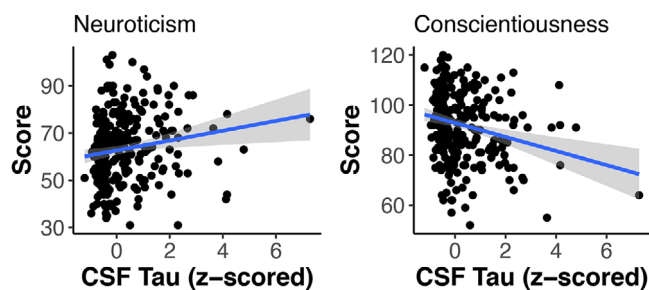 Neuroticism
Score
90
70
50
30
0
2
4
6
CSF Tau (z−scored)
Conscientiousness
Score
120
100
80
60
0
2
4
6
CSF Tau (z−scored)